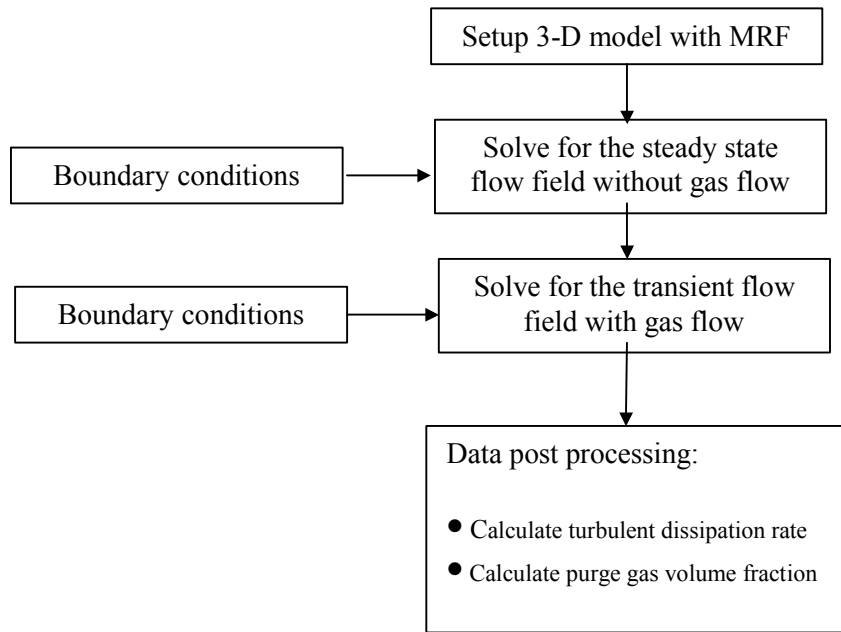 Setup 3-D model with MRF
Boundary conditions
Solve for the steady state
flow field without gas flow
Boundary conditions
Solve for the transient flow
field with gas flow
Data post processing:
● Calculate turbulent dissipation rate
● Calculate purge gas volume fraction